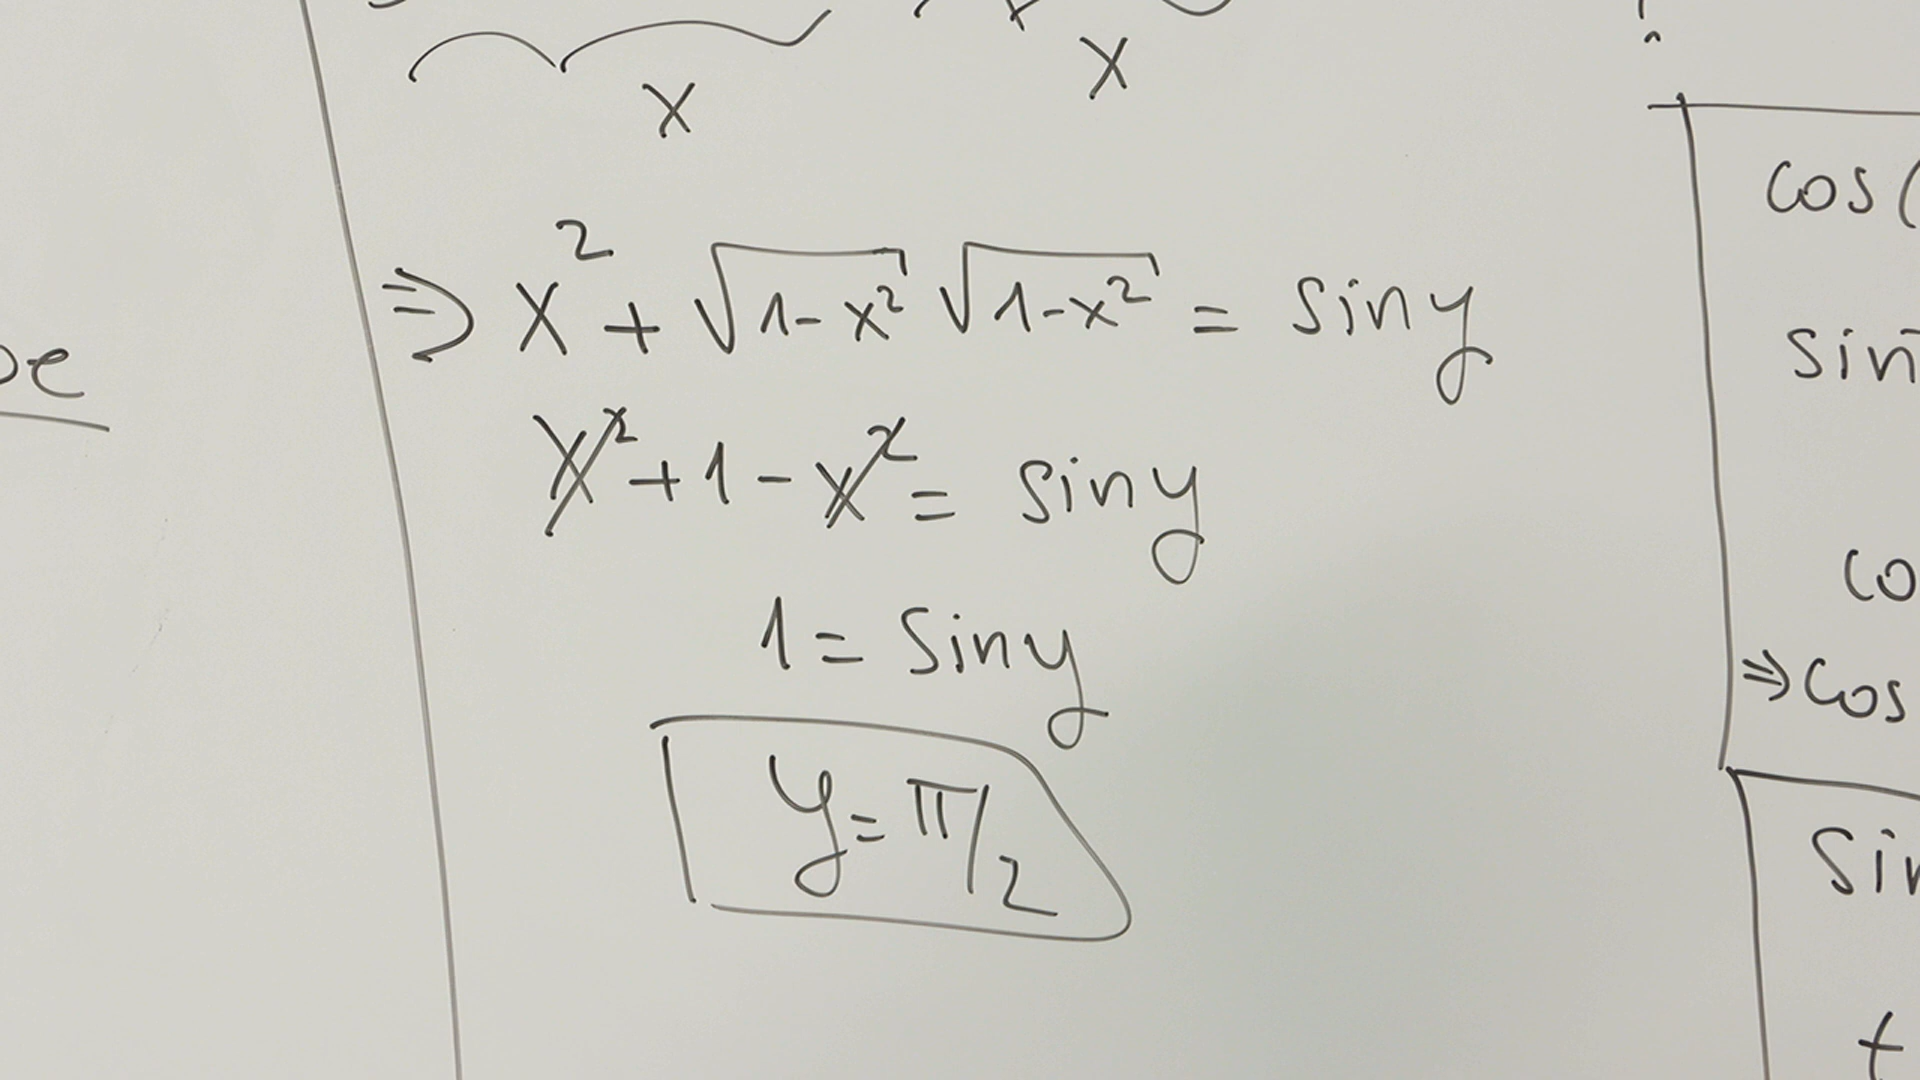 x x
⇒ x² + √1-x² √1-x² = siny
x² + 1 - x² = siny
1 = siny
y = π/2
cos(
sin
co
⇒ cos
sin
t